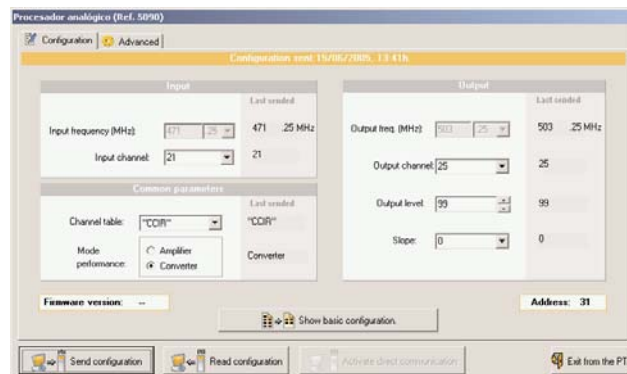 Procesador analógico (Ref. 5090)
Configuration Advanced
Configuration sent 15/06/2005, 13:41h
Input
Last sended
Input frequency (MHz): 471 .25 471 .25 MHz
Input channel: 21 21
Common parameters
Last sended
Channel table: "CCIR" "CCIR"
Mode performance: Amplifier Converter Converter
Output
Last sended
Output freq. (MHz): 503 .25 503 .25 MHz
Output channel: 25 25
Output level: 99 99
Slope: 0 0
Firmware version: --
Address: 31
Show basic configuration.
Send configuration Read configuration Activate direct communication Exit from the PT